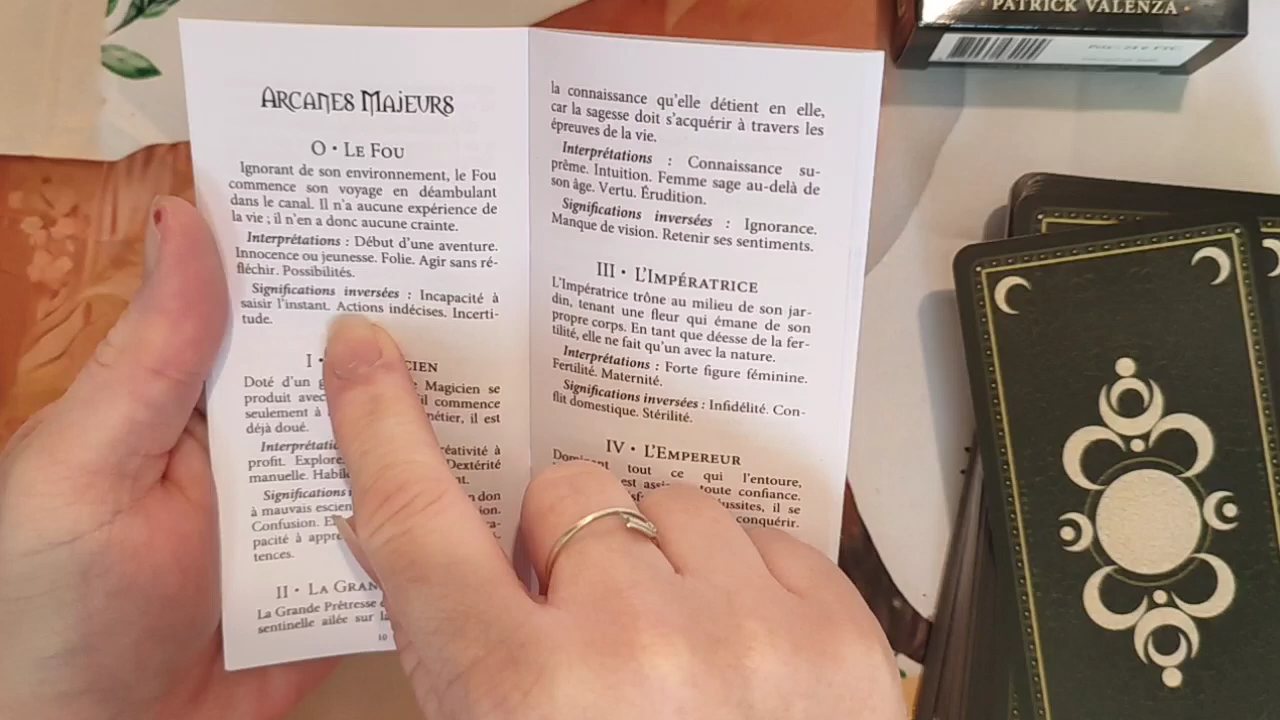 PATRICK VALENZA
ARCANES MAJEURS
0 • LE FOU
Ignorant de son environnement, le Fou
commence son voyage en déambulant
dans le canal. Il n'a aucune expérience de
la vie ; il n'en a donc aucune crainte.
Interprétations : Début d'une aventure.
Innocence ou jeunesse. Folie. Agir sans ré-
fléchir. Possibilités.
Significations inversées : Incapacité à
saisir l'instant. Actions indécises. Incerti-
tude.
I •
Doté d'un Magicien se
produit avec il commence
seulement à métier, il est
déjà doué.
créativité à
profit. Dextérité
manuelle.
Significations don
à mauvais
Confusion.
pacité à
tences.
II • LA
La Grande Prêtresse
sentinelle ailée sur
10
la connaissance qu'elle détient en elle,
car la sagesse doit s'acquérir à travers les
épreuves de la vie.
Interprétations : Connaissance su-
prême. Intuition. Femme sage au-delà de
son âge. Vertu. Érudition.
Significations inversées : Ignorance.
Manque de vision. Retenir ses sentiments.
III • L'IMPÉRATRICE
L'Impératrice trône au milieu de son jar-
din, tenant une fleur qui émane de son
propre corps. En tant que déesse de la fer-
tilité, elle ne fait qu'un avec la nature.
Interprétations : Forte figure féminine.
Fertilité. Maternité.
Significations inversées : Infidélité. Con-
flit domestique. Stérilité.
IV • L'EMPEREUR
tout ce qui l'entoure,
est toute confiance.
il se
conquérir.